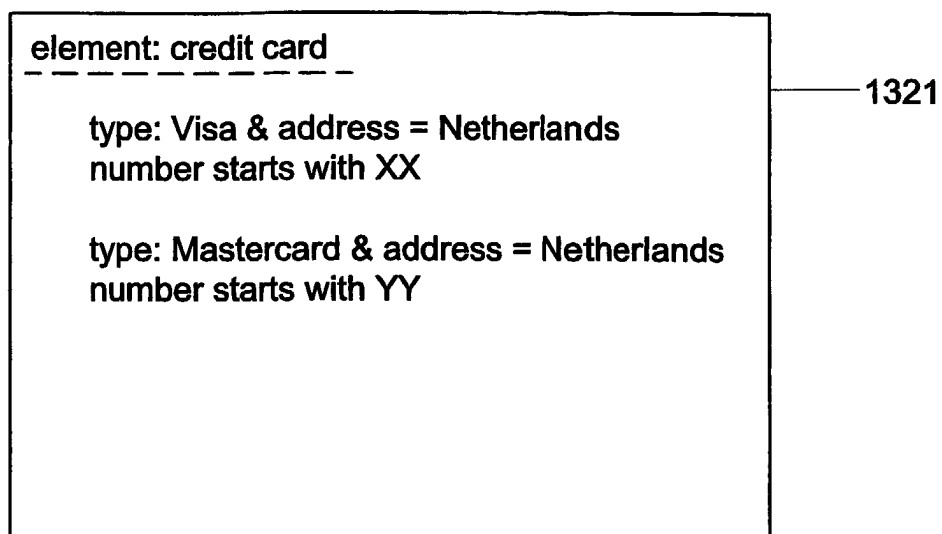 element: credit card
1321
type: Visa & address = Netherlands
number starts with XX
type: Mastercard & address = Netherlands
number starts with YY